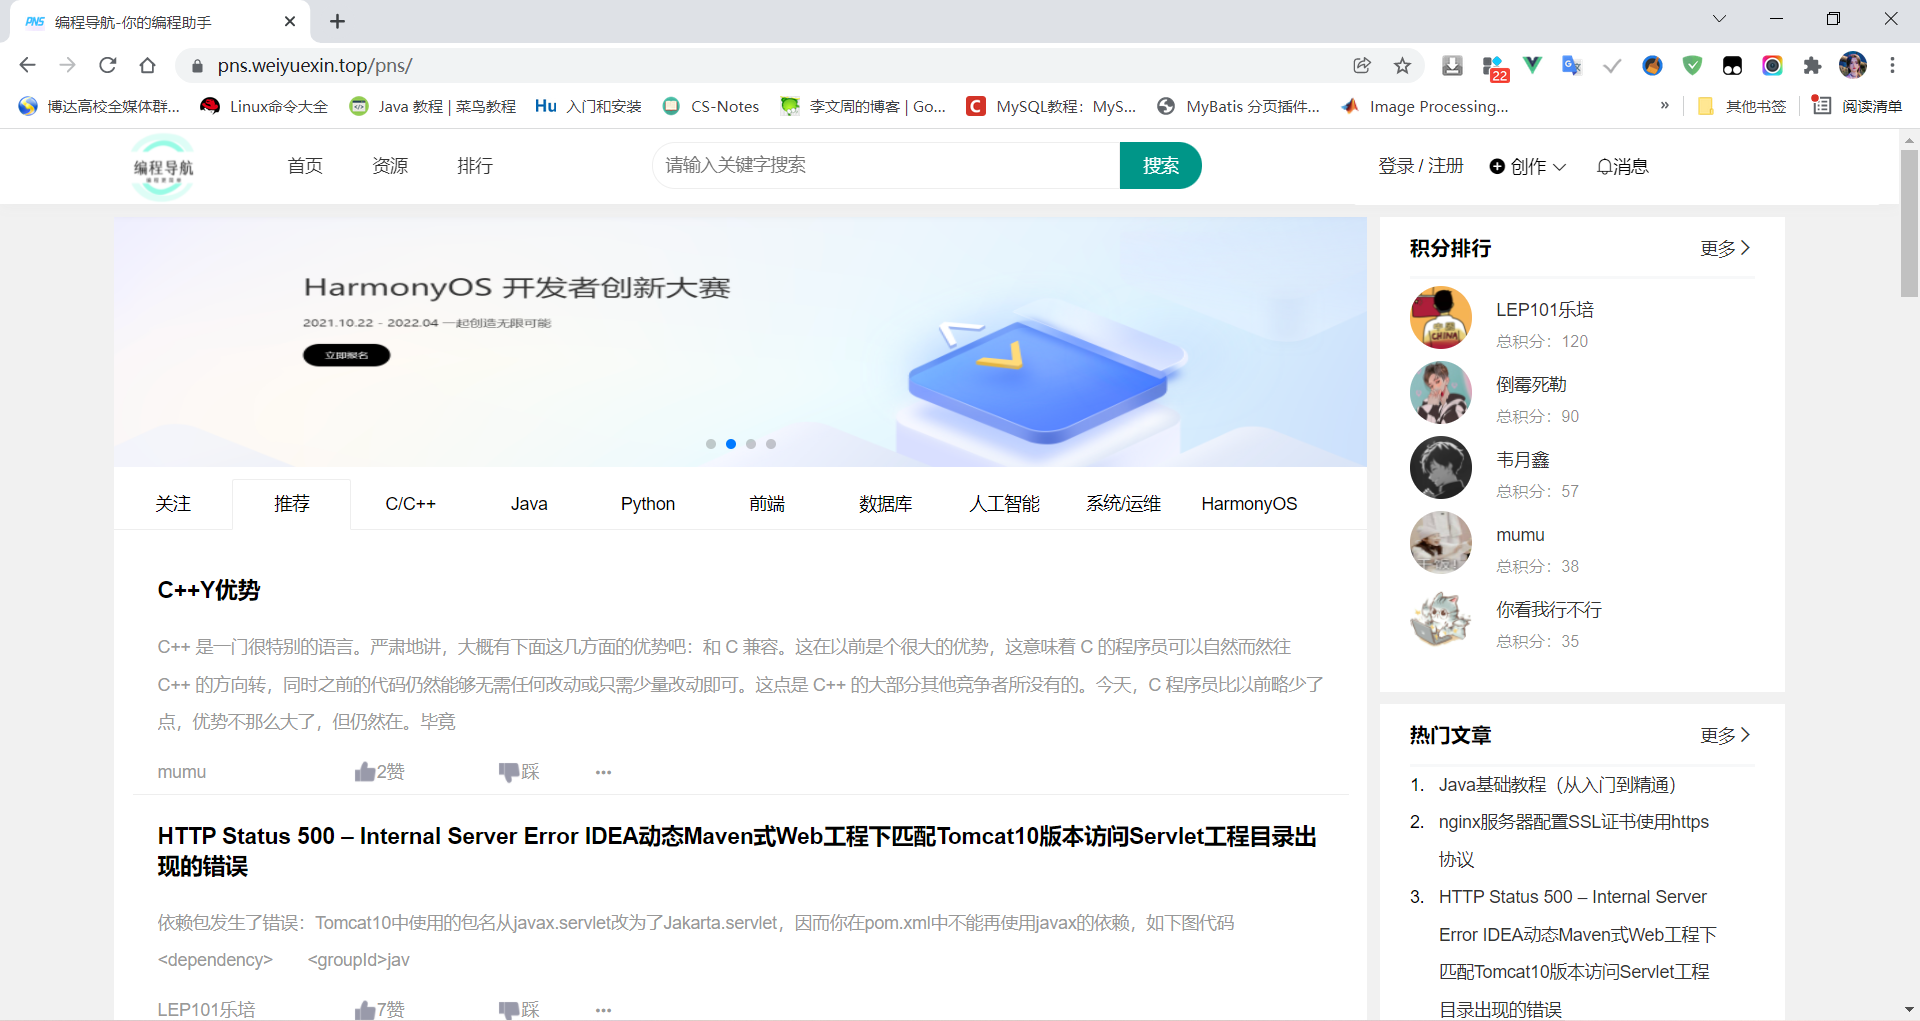 PNS 编程导航-你的编程助手
pns.weiyuexin.top/pns/
22
博达高校全媒体群...
Linux命令大全
Java 教程 | 菜鸟教程
Hu 入门和安装
CS-Notes
李文周的博客 | Go...
C MySQL教程：MyS...
MyBatis 分页插件...
Image Processing...
»
其他书签
阅读清单
编程导航
首页
资源
排行
请输入关键字搜索
搜索
登录 / 注册
创作
消息
HarmonyOS 开发者创新大赛
2021.10.22 - 2022.04 一起创造无限可能
立即报名
关注
推荐
C/C++
Java
Python
前端
数据库
人工智能
系统/运维
HarmonyOS
C++Y优势
C++ 是一门很特别的语言。严肃地讲，大概有下面这几方面的优势吧：和 C 兼容。这在以前是个很大的优势，这意味着 C 的程序员可以自然而然往
C++ 的方向转，同时之前的代码仍然能够无需任何改动或只需少量改动即可。这点是 C++ 的大部分其他竞争者所没有的。今天，C 程序员比以前略少了
点，优势不那么大了，但仍然在。毕竟
mumu
2赞
踩
HTTP Status 500 – Internal Server Error IDEA动态Maven式Web工程下匹配Tomcat10版本访问Servlet工程目录出
现的错误
依赖包发生了错误：Tomcat10中使用的包名从javax.servlet改为了Jakarta.servlet，因而你在pom.xml中不能再使用javax的依赖，如下图代码
<dependency> <groupId>jav
LEP101乐培
7赞
踩
积分排行
更多
LEP101乐培
总积分：120
倒霉死勒
总积分：90
韦月鑫
总积分：57
mumu
总积分：38
你看我行不行
总积分：35
热门文章
更多
1. Java基础教程（从入门到精通）
2. nginx服务器配置SSL证书使用https
协议
3. HTTP Status 500 – Internal Server
Error IDEA动态Maven式Web工程下
匹配Tomcat10版本访问Servlet工程
目录出现的错误